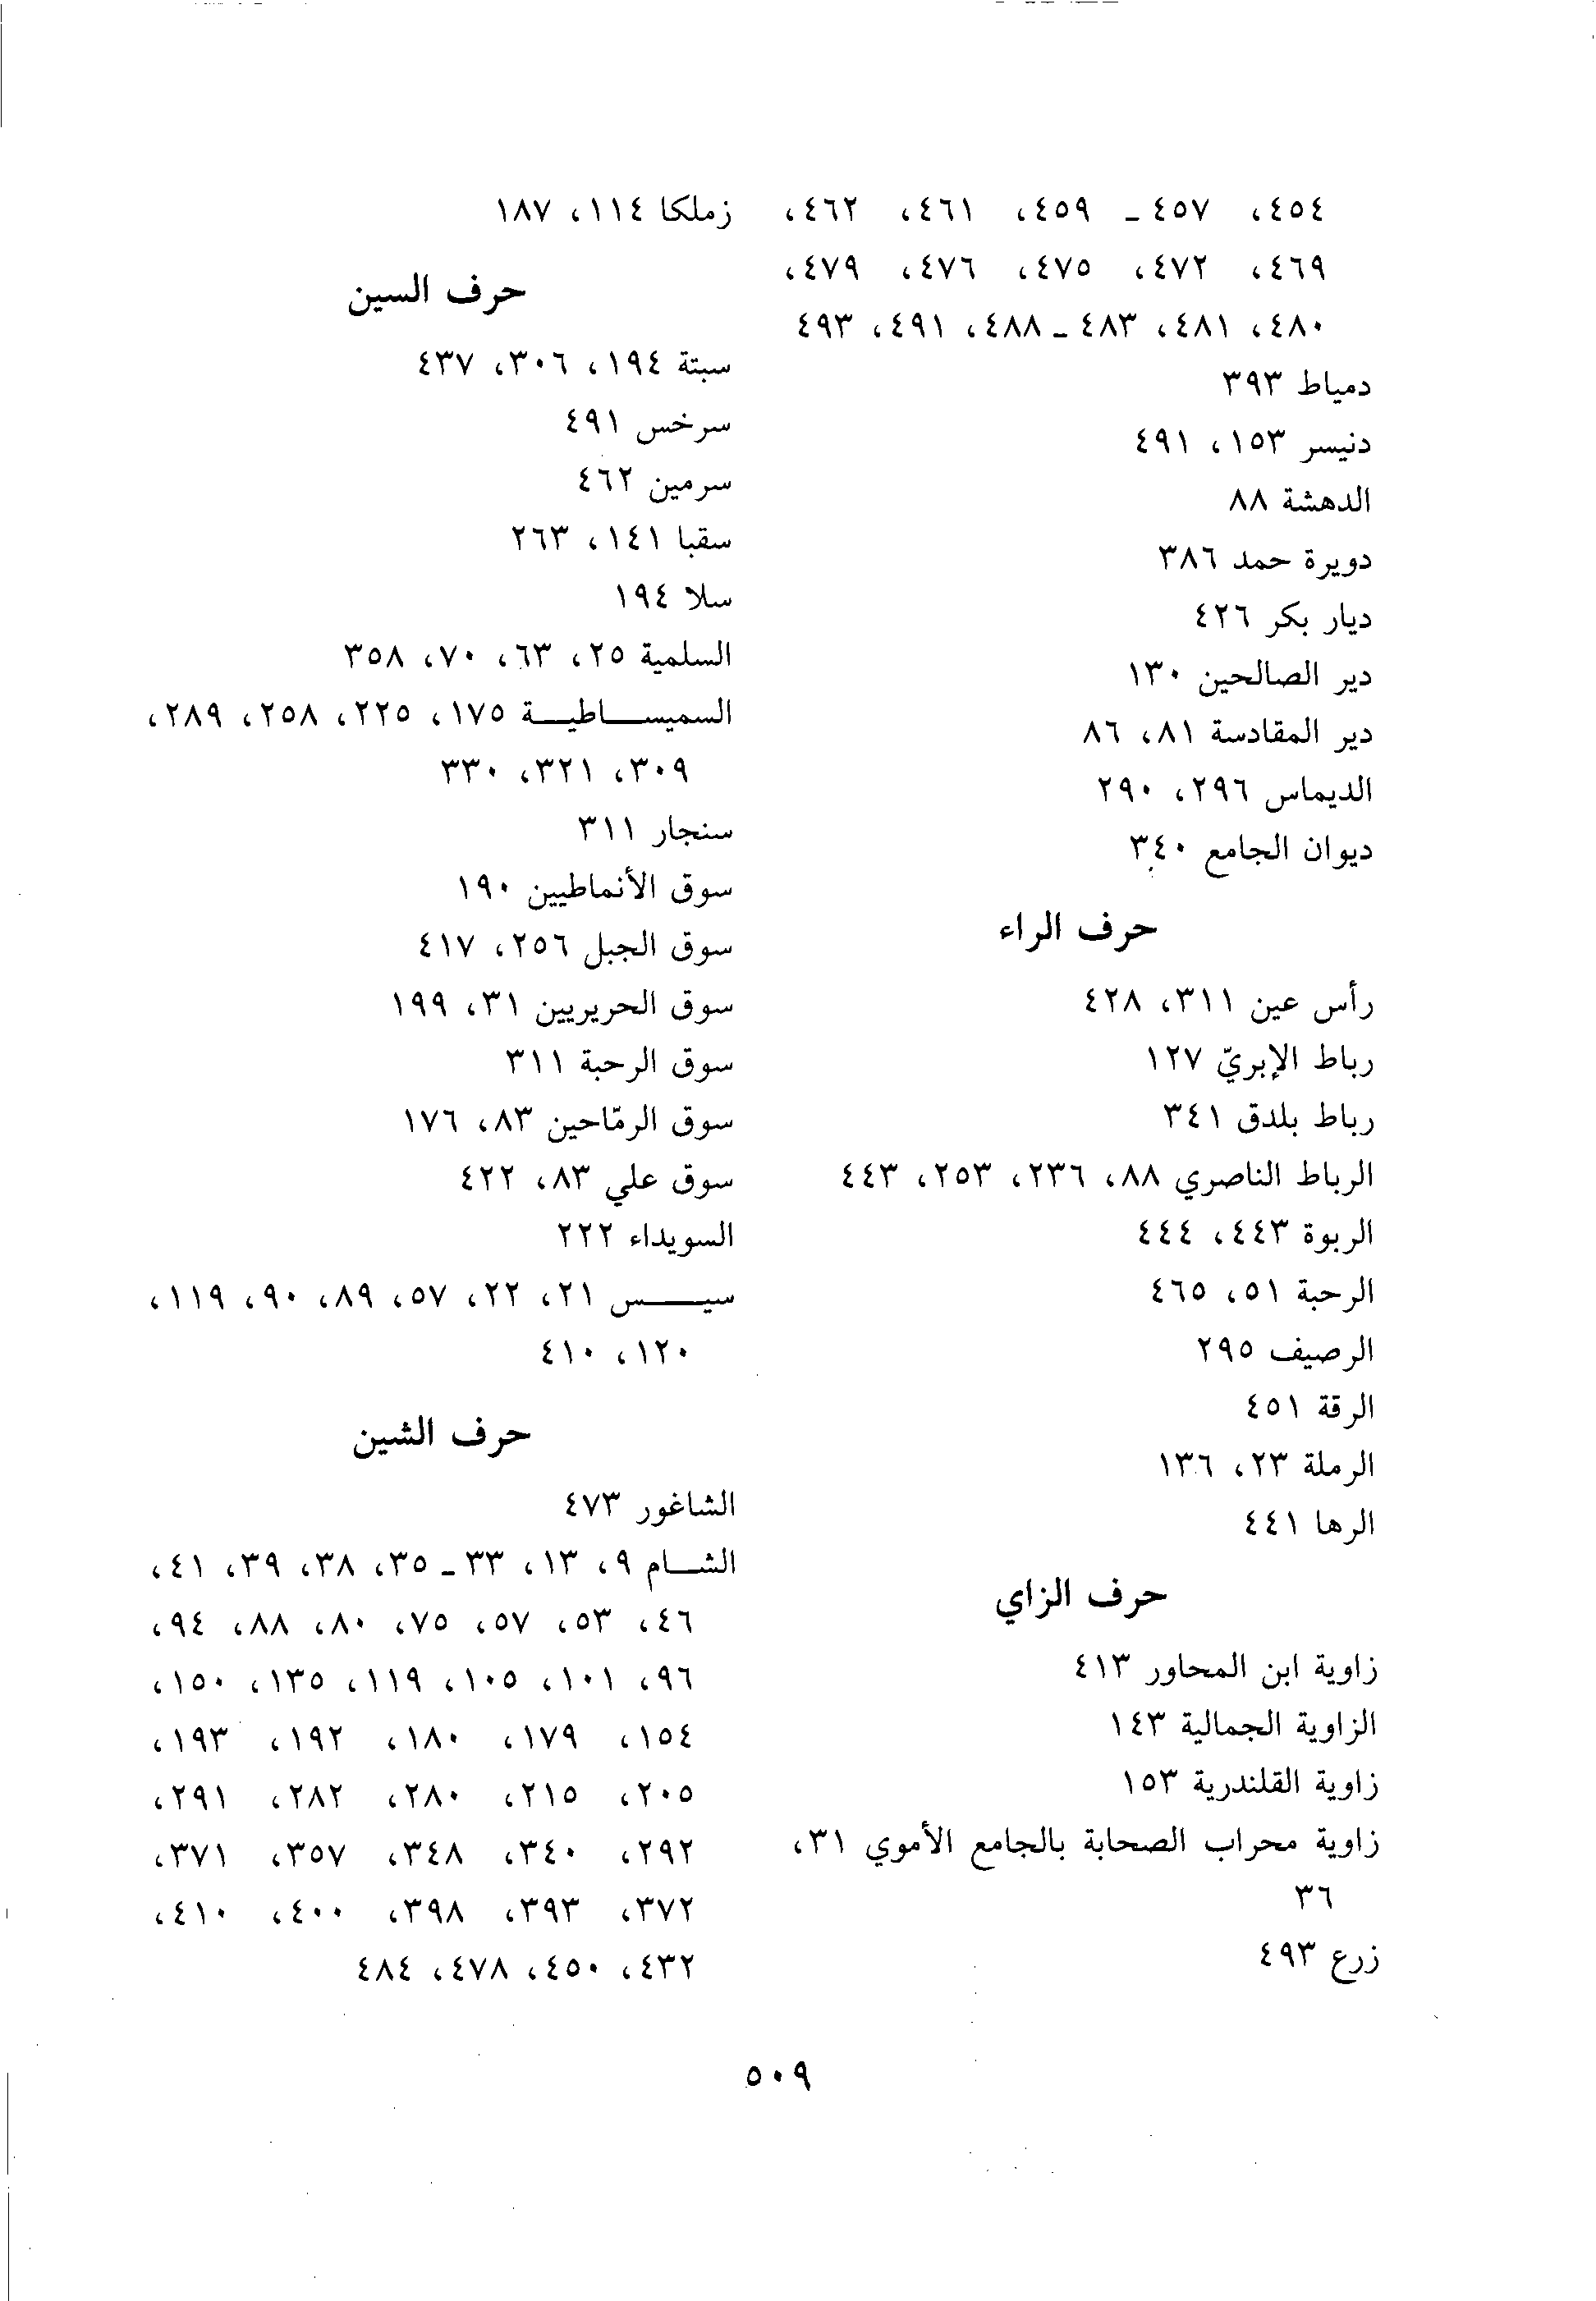 ٤٥٤، ٤٥٧ - ٤٥٩، ٤٦١، ٤٦٢،
٤٦٩، ٤٧٢، ٤٧٥، ٤٧٦، ٤٧٩،
٤٨٠، ٤٨١، ٤٨٣ - ٤٨٨، ٤٩١، ٤٩٣
دمياط ٣٩٣
دنيسر ١٥٣، ٤٩١
الدهشة ٨٨
دويرة حمد ٣٨٦
ديار بكر ٤٢٦
دير الصالحين ١٣٠
دير المقادسة ٨١، ٨٦
الديماس ٢٩٦، ٢٩٠
ديوان الجامع ٣٤٠
حرف الراء
رأس عين ٣١١، ٤٢٨
رباط الإبريّ ١٢٧
رباط بلدق ٣٤١
الرباط الناصري ٨٨، ٢٣٦، ٢٥٣، ٤٤٣
الربوة ٤٤٣، ٤٤٤
الرحبة ٥١، ٤٦٥
الرصيف ٢٩٥
الرقة ٤٥١
الرملة ٢٣، ١٣٦
الرها ٤٤١
حرف الزاي
زاوية ابن المحاور ٤١٣
الزاوية الجمالية ١٤٣
زاوية القلندرية ١٥٣
زاوية محراب الصحابة بالجامع الأموي ٣١،
٣٦
زرع ٤٩٣
زملكا ١١٤، ١٨٧
حرف السين
سبتة ١٩٤، ٣٠٦، ٤٣٧
سرخس ٤٩١
سرمين ٤٦٢
سقبا ١٤١، ٢٦٣
سلا ١٩٤
السلمية ٢٥، ٦٣، ٧٠، ٣٥٨
السميساطية ١٧٥، ٢٢٥، ٢٥٨، ٢٨٩،
٣٠٩، ٣٢١، ٣٣٠
سنجار ٣١١
سوق الأنماطيين ١٩٠
سوق الجبل ٢٥٦، ٤١٧
سوق الحريريين ٣١، ١٩٩
سوق الرحبة ٣١١
سوق الرمّاحين ٨٣، ١٧٦
سوق علي ٨٣، ٤٢٢
السويداء ٢٢٢
سيس ٢١، ٢٢، ٥٧، ٨٩، ٩٠، ١١٩،
١٢٠، ٤١٠
حرف الشين
الشاغور ٤٧٣
الشام ٩، ١٣، ٣٣ - ٣٥، ٣٨، ٣٩، ٤١،
٤٦، ٥٣، ٥٧، ٧٥، ٨٠، ٨٨، ٩٤،
٩٦، ١٠١، ١٠٥، ١١٩، ١٣٥، ١٥٠،
١٥٤، ١٧٩، ١٨٠، ١٩٢، ١٩٣،
٢٠٥، ٢١٥، ٢٨٠، ٢٨٢، ٢٩١،
٢٩٢، ٣٤٠، ٣٤٨، ٣٥٧، ٣٧١،
٣٧٢، ٣٩٣، ٣٩٨، ٤٠٠، ٤١٠،
٤٣٢، ٤٥٠، ٤٧٨، ٤٨٤
٥٠٩